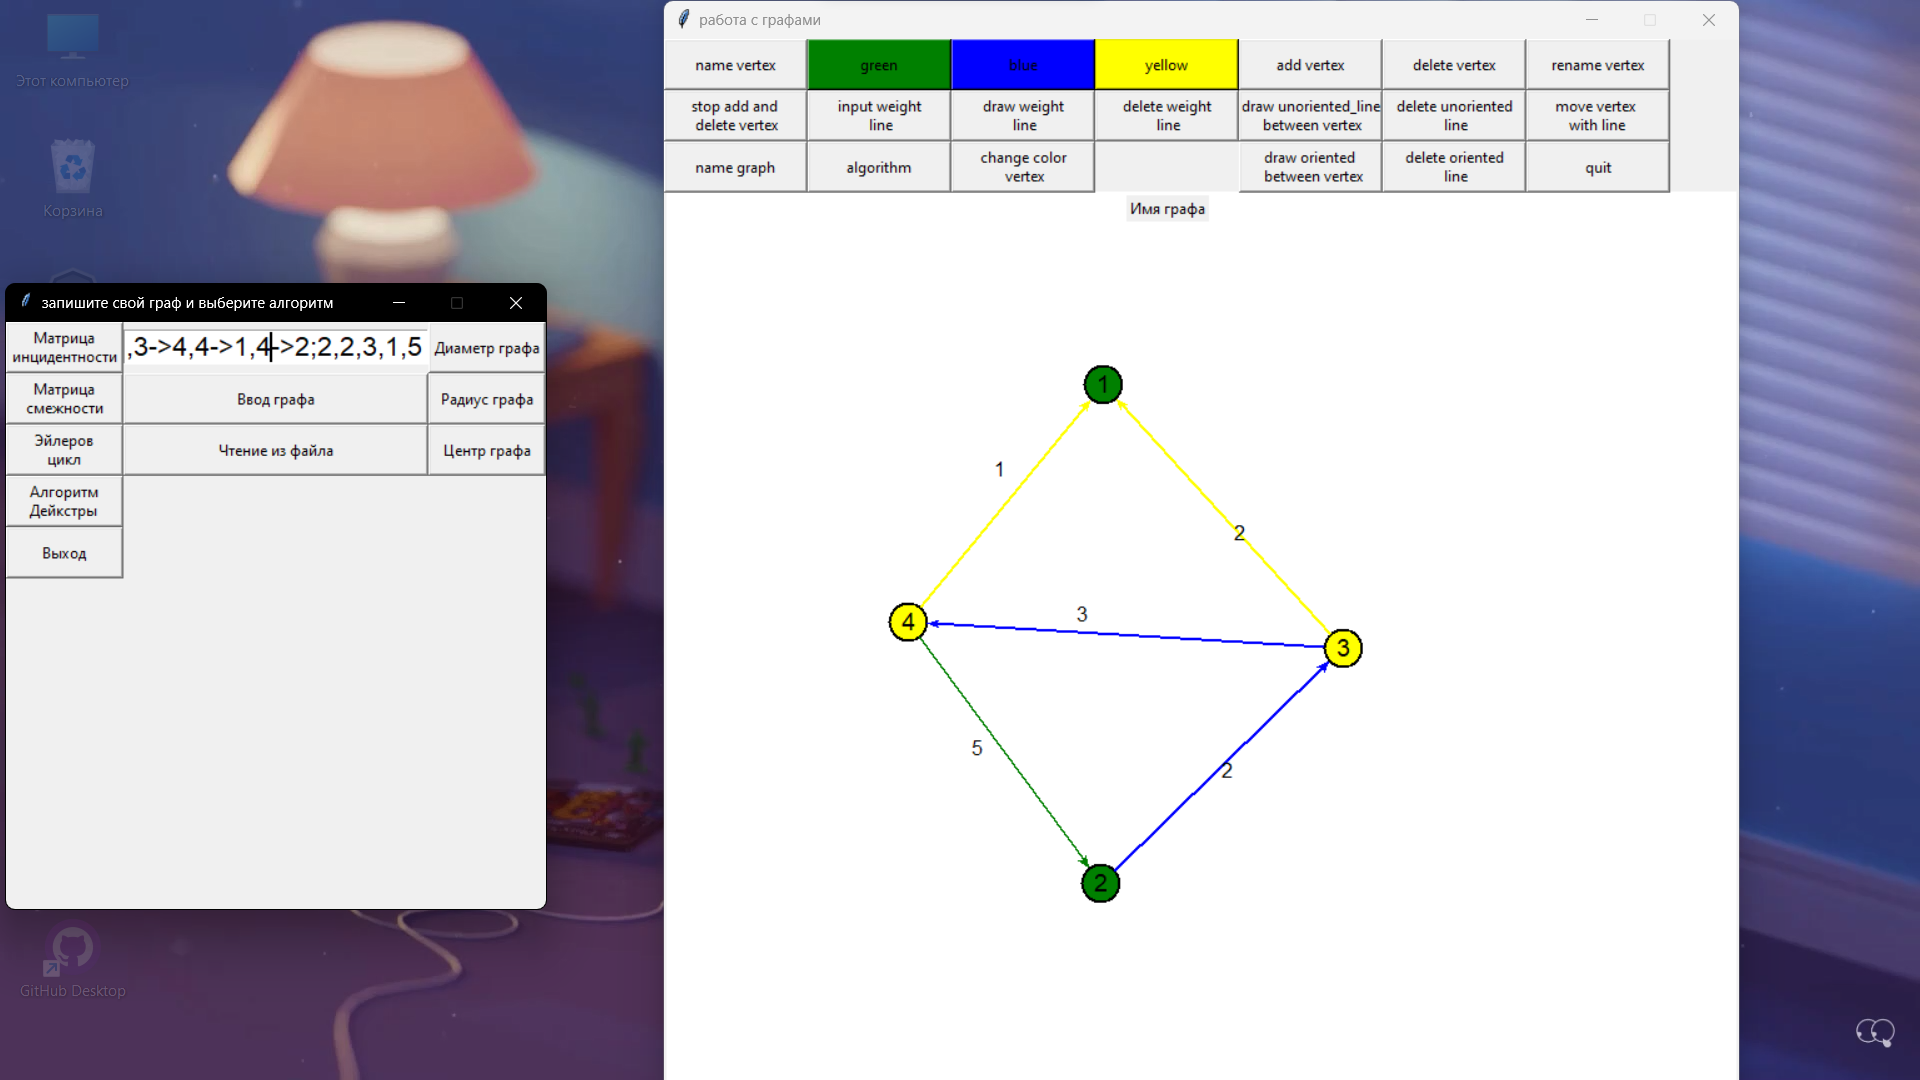 Этот компьютер
Корзина
GitHub Desktop
запишите свой граф и выберите алгоритм
Матрица
инцидентности
,3->4,4->1,4->2;2,2,3,1,5
Диаметр графа
Матрица
смежности
Ввод графа
Радиус графа
Эйлеров
цикл
Чтение из файла
Центр графа
Алгоритм
Дейкстры
Выход
работа с графами
name vertex
green
blue
yellow
add vertex
delete vertex
rename vertex
stop add and
delete vertex
input weight
line
draw weight
line
delete weight
line
draw unoriented_line
between vertex
delete unoriented
line
move vertex
with line
name graph
algorithm
change color
vertex
draw oriented
between vertex
delete oriented
line
quit
Имя графа
1
1
2
3
4
3
5
2
2